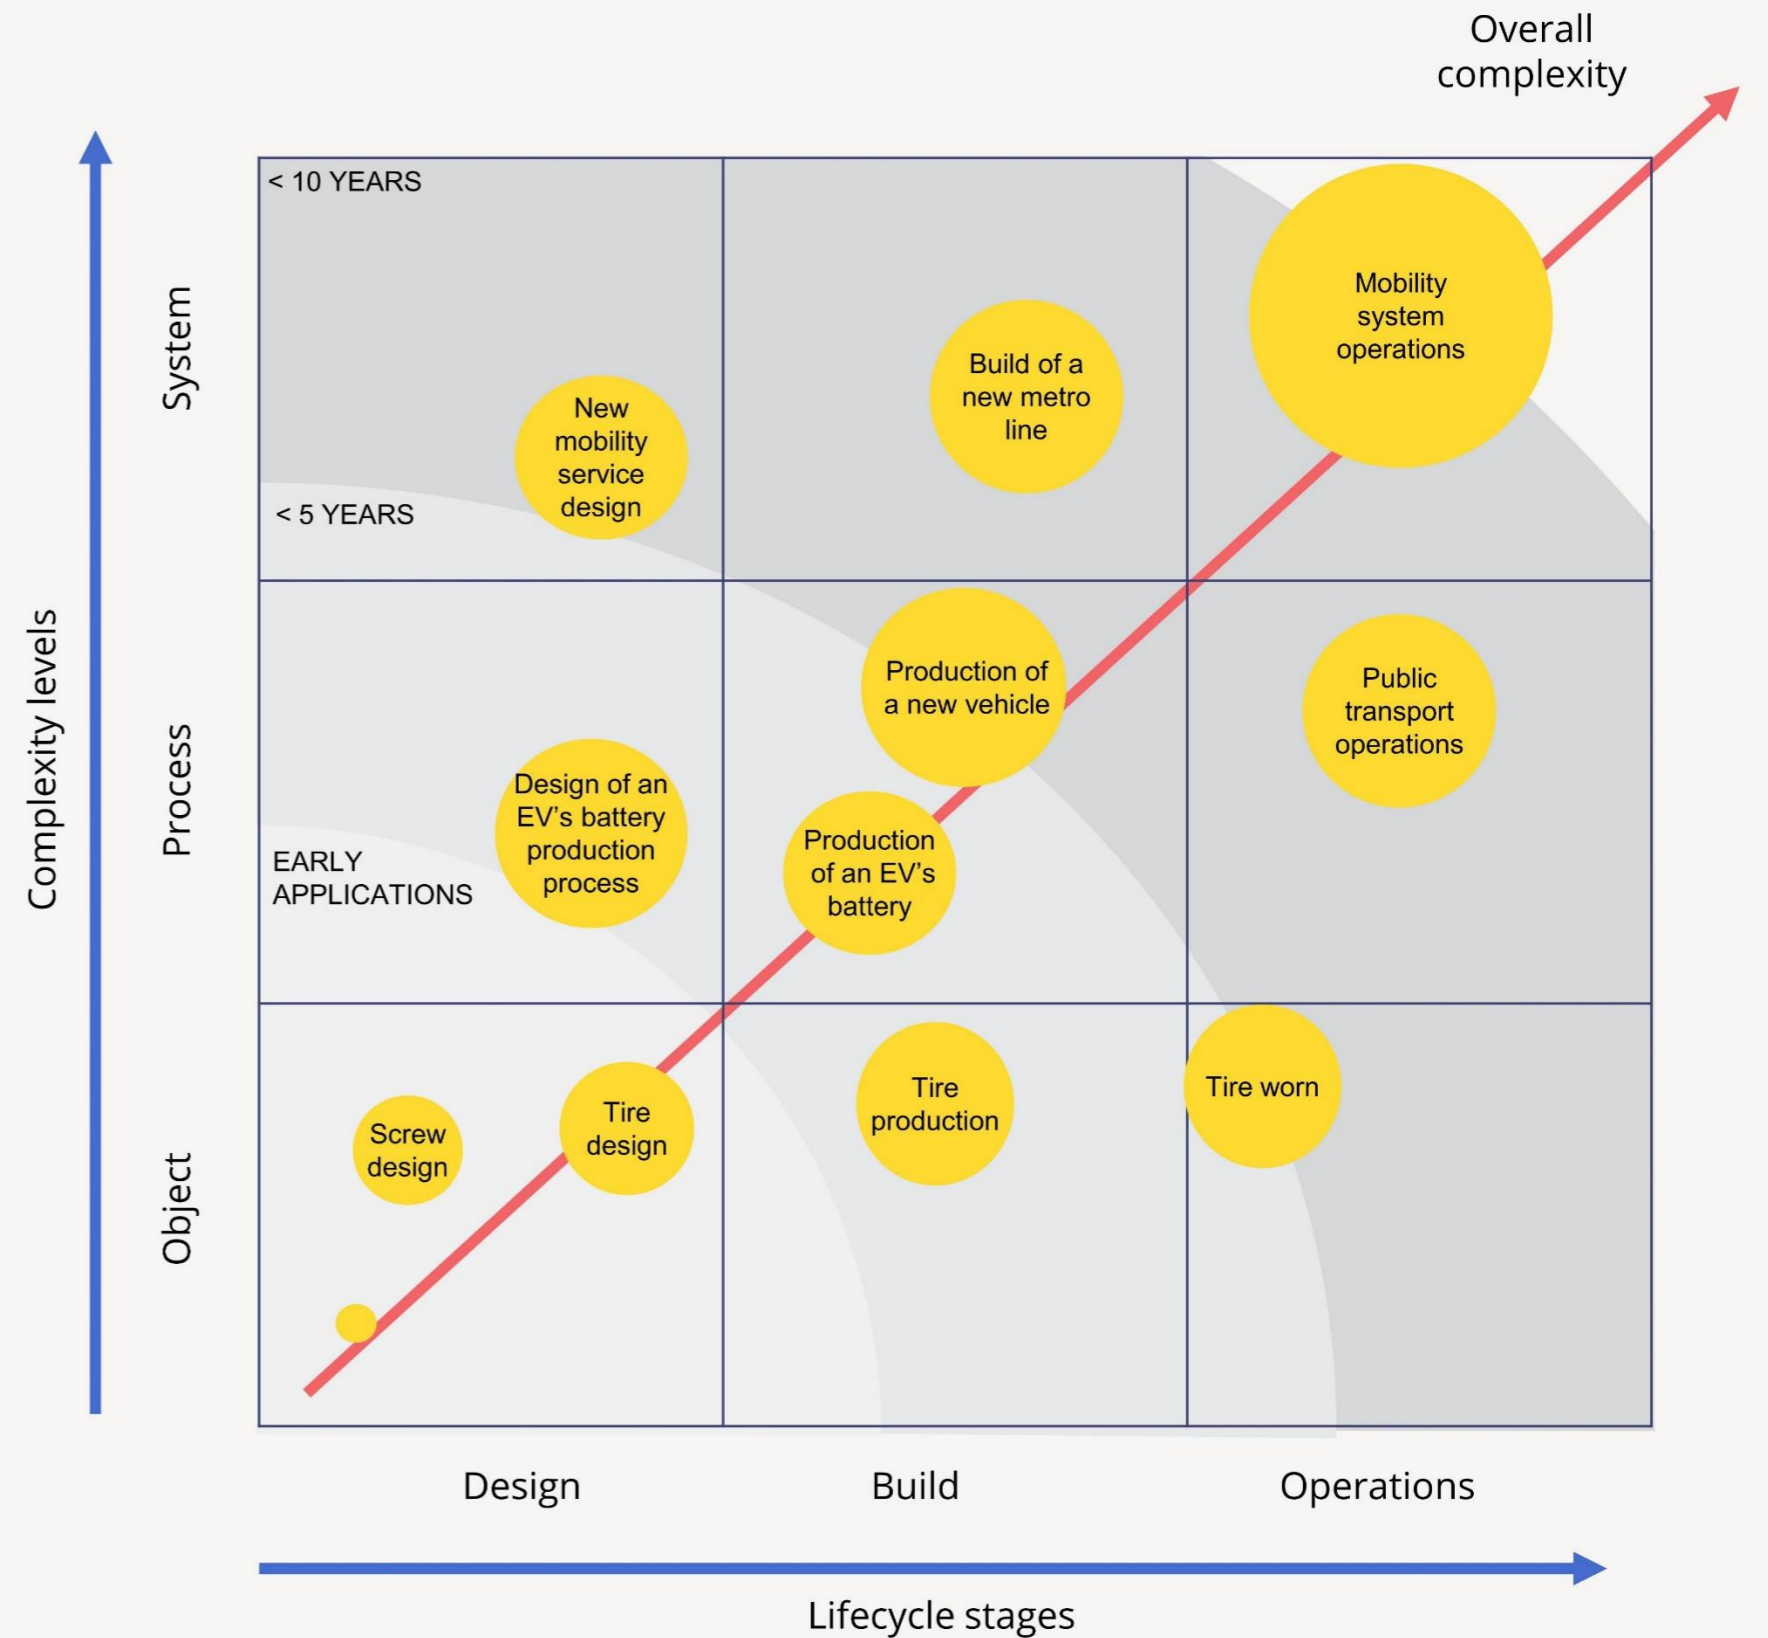 Overall
complexity
< 10 YEARS
Mobility
system
operations
Build of a
new metro
line
New
mobility
service
design
< 5 YEARS
System
Production of
a new vehicle
Public
transport
operations
Design of an
EV’s battery
production
process
Production
of an EV’s
battery
EARLY
APPLICATIONS
Process
Complexity levels
Tire worn
Tire
production
Tire
design
Screw
design
Object
Design
Build
Operations
Lifecycle stages